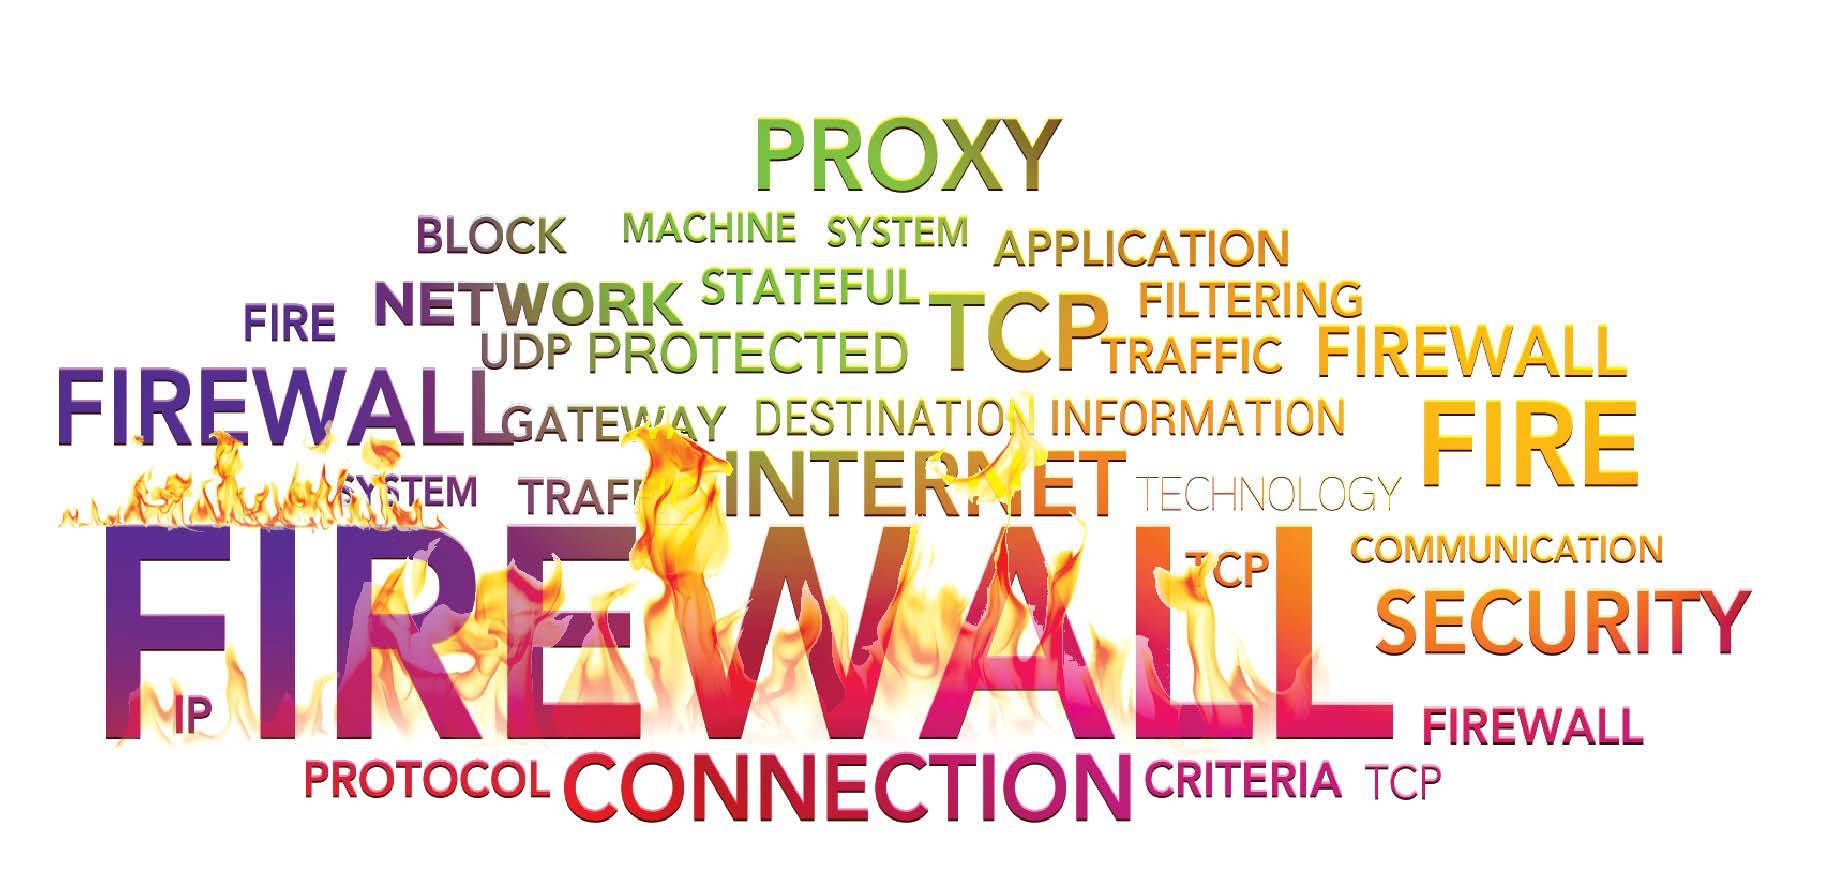 PROXY
BLOCK MACHINE SYSTEM APPLICATION
FIRE NETWORK STATEFUL TCP FILTERING
UDP PROTECTED TRAFFIC FIREWALL
FIREWALL GATEWAY DESTINATION INFORMATION FIRE
SYSTEM TRAFFIC INTERNET TECHNOLOGY
FIREWALL TCP COMMUNICATION
SECURITY
IP FIREWALL
PROTOCOL CONNECTION CRITERIA TCP